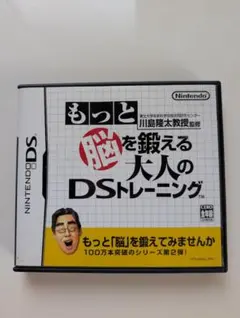 もっと
東北大学未来科学技術共同研究センター
川島隆太教授 監修
Nintendo
脳を鍛える
大人の
DSトレーニング™
NINTENDO DS™
もっと「脳」を鍛えてみませんか
100万本突破のシリーズ第2弾!